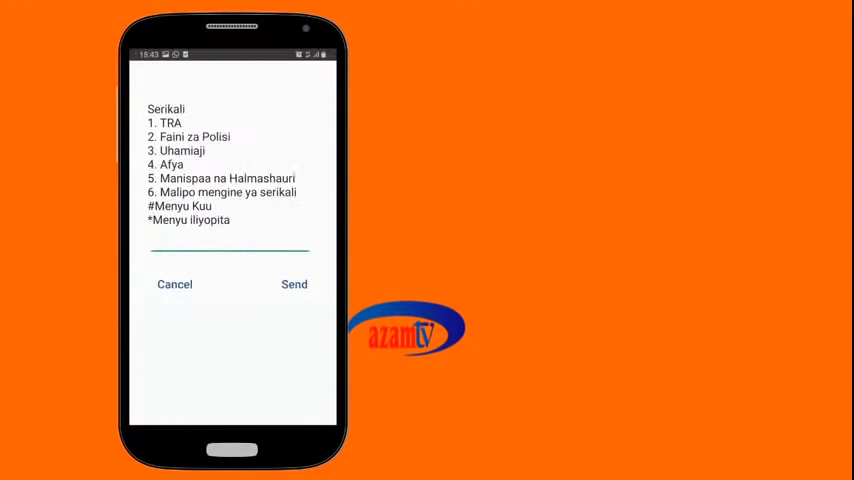 18:43
Serikali
1. TRA
2. Faini za Polisi
3. Uhamiaji
4. Afya
5. Manispaa na Halmashauri
6. Malipo mengine ya serikali
#Menyu Kuu
*Menyu iliyopita
Cancel Send
azamtv